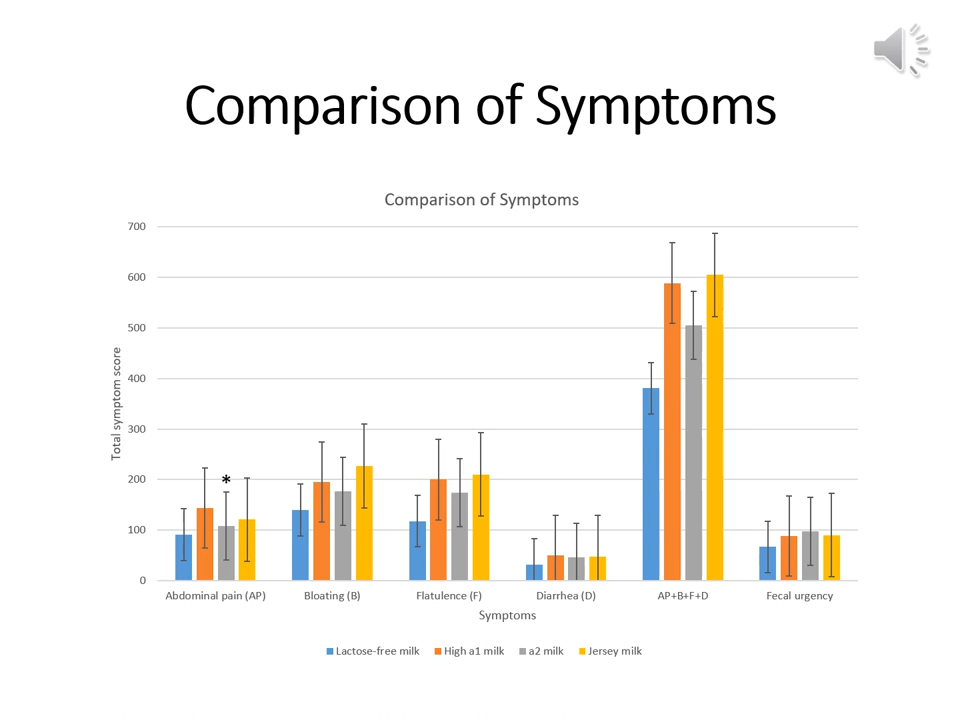 Comparison of Symptoms
Comparison of Symptoms
700
600
500
400
300
200
100
0
Total symptom score
*
Abdominal pain (AP) Bloating (B) Flatulence (F) Diarrhea (D) AP+B+F+D Fecal urgency
Symptoms
Lactose-free milk High a1 milk a2 milk Jersey milk